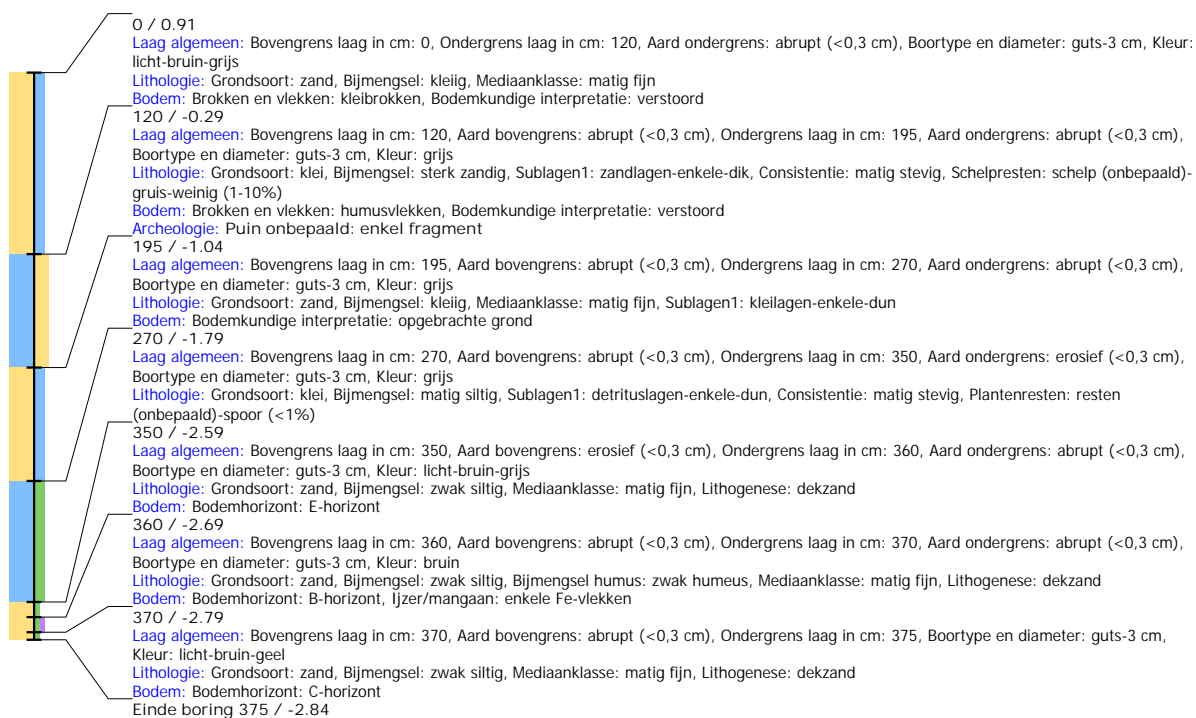 0 / 0.91
Laag algemeen: Bovengrens laag in cm: 0, Ondergrens laag in cm: 120, Aard ondergrens: abrupt (<0,3 cm), Boortype en diameter: guts-3 cm, Kleur:
licht-bruin-grijs
Lithologie: Grondsoort: zand, Bijmengsel: kleiig, Mediaanklasse: matig fijn
Bodem: Brokken en vlekken: kleibrokken, Bodemkundige interpretatie: verstoord
120 / -0.29
Laag algemeen: Bovengrens laag in cm: 120, Aard bovengrens: abrupt (<0,3 cm), Ondergrens laag in cm: 195, Aard ondergrens: abrupt (<0,3 cm),
Boortype en diameter: guts-3 cm, Kleur: grijs
Lithologie: Grondsoort: klei, Bijmengsel: sterk zandig, Sublagen1: zandlagen-enkele-dik, Consistentie: matig stevig, Schelpresten: schelp (onbepaald)-
gruis-weinig (1-10%)
Bodem: Brokken en vlekken: humusvlekken, Bodemkundige interpretatie: verstoord
Archeologie: Puin onbepaald: enkel fragment
195 / -1.04
Laag algemeen: Bovengrens laag in cm: 195, Aard bovengrens: abrupt (<0,3 cm), Ondergrens laag in cm: 270, Aard ondergrens: abrupt (<0,3 cm),
Boortype en diameter: guts-3 cm, Kleur: grijs
Lithologie: Grondsoort: zand, Bijmengsel: kleiig, Mediaanklasse: matig fijn, Sublagen1: kleilagen-enkele-dun
Bodem: Bodemkundige interpretatie: opgebrachte grond
270 / -1.79
Laag algemeen: Bovengrens laag in cm: 270, Aard bovengrens: abrupt (<0,3 cm), Ondergrens laag in cm: 350, Aard ondergrens: erosief (<0,3 cm),
Boortype en diameter: guts-3 cm, Kleur: grijs
Lithologie: Grondsoort: klei, Bijmengsel: matig siltig, Sublagen1: detrituslagen-enkele-dun, Consistentie: matig stevig, Plantenresten: resten
(onbepaald)-spoor (<1%)
350 / -2.59
Laag algemeen: Bovengrens laag in cm: 350, Aard bovengrens: erosief (<0,3 cm), Ondergrens laag in cm: 360, Aard ondergrens: abrupt (<0,3 cm),
Boortype en diameter: guts-3 cm, Kleur: licht-bruin-grijs
Lithologie: Grondsoort: zand, Bijmengsel: zwak siltig, Mediaanklasse: matig fijn, Lithogenese: dekzand
Bodem: Bodemhorizont: E-horizont
360 / -2.69
Laag algemeen: Bovengrens laag in cm: 360, Aard bovengrens: abrupt (<0,3 cm), Ondergrens laag in cm: 370, Aard ondergrens: abrupt (<0,3 cm),
Boortype en diameter: guts-3 cm, Kleur: bruin
Lithologie: Grondsoort: zand, Bijmengsel: zwak siltig, Bijmengsel humus: zwak humeus, Mediaanklasse: matig fijn, Lithogenese: dekzand
Bodem: Bodemhorizont: B-horizont, Ijzer/mangaan: enkele Fe-vlekken
370 / -2.79
Laag algemeen: Bovengrens laag in cm: 370, Aard bovengrens: abrupt (<0,3 cm), Ondergrens laag in cm: 375, Boortype en diameter: guts-3 cm,
Kleur: licht-bruin-geel
Lithologie: Grondsoort: zand, Bijmengsel: zwak siltig, Mediaanklasse: matig fijn, Lithogenese: dekzand
Bodem: Bodemhorizont: C-horizont
Einde boring 375 / -2.84